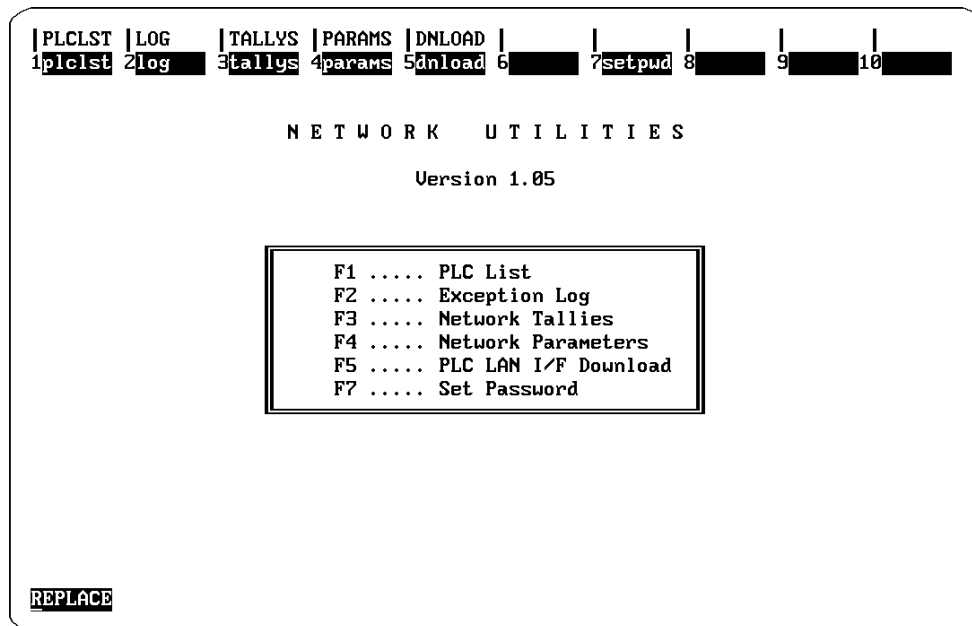 |PLCLST |LOG |TALLYS |PARAMS |DNLOAD | | | | |
1plclst 2log 3tallys 4params 5dnload 6 7setpwd 8 9 10
N E T W O R K U T I L I T I E S
Version 1.05
F1 ..... PLC List
F2 ..... Exception Log
F3 ..... Network Tallies
F4 ..... Network Parameters
F5 ..... PLC LAN I/F Download
F7 ..... Set Password
REPLACE